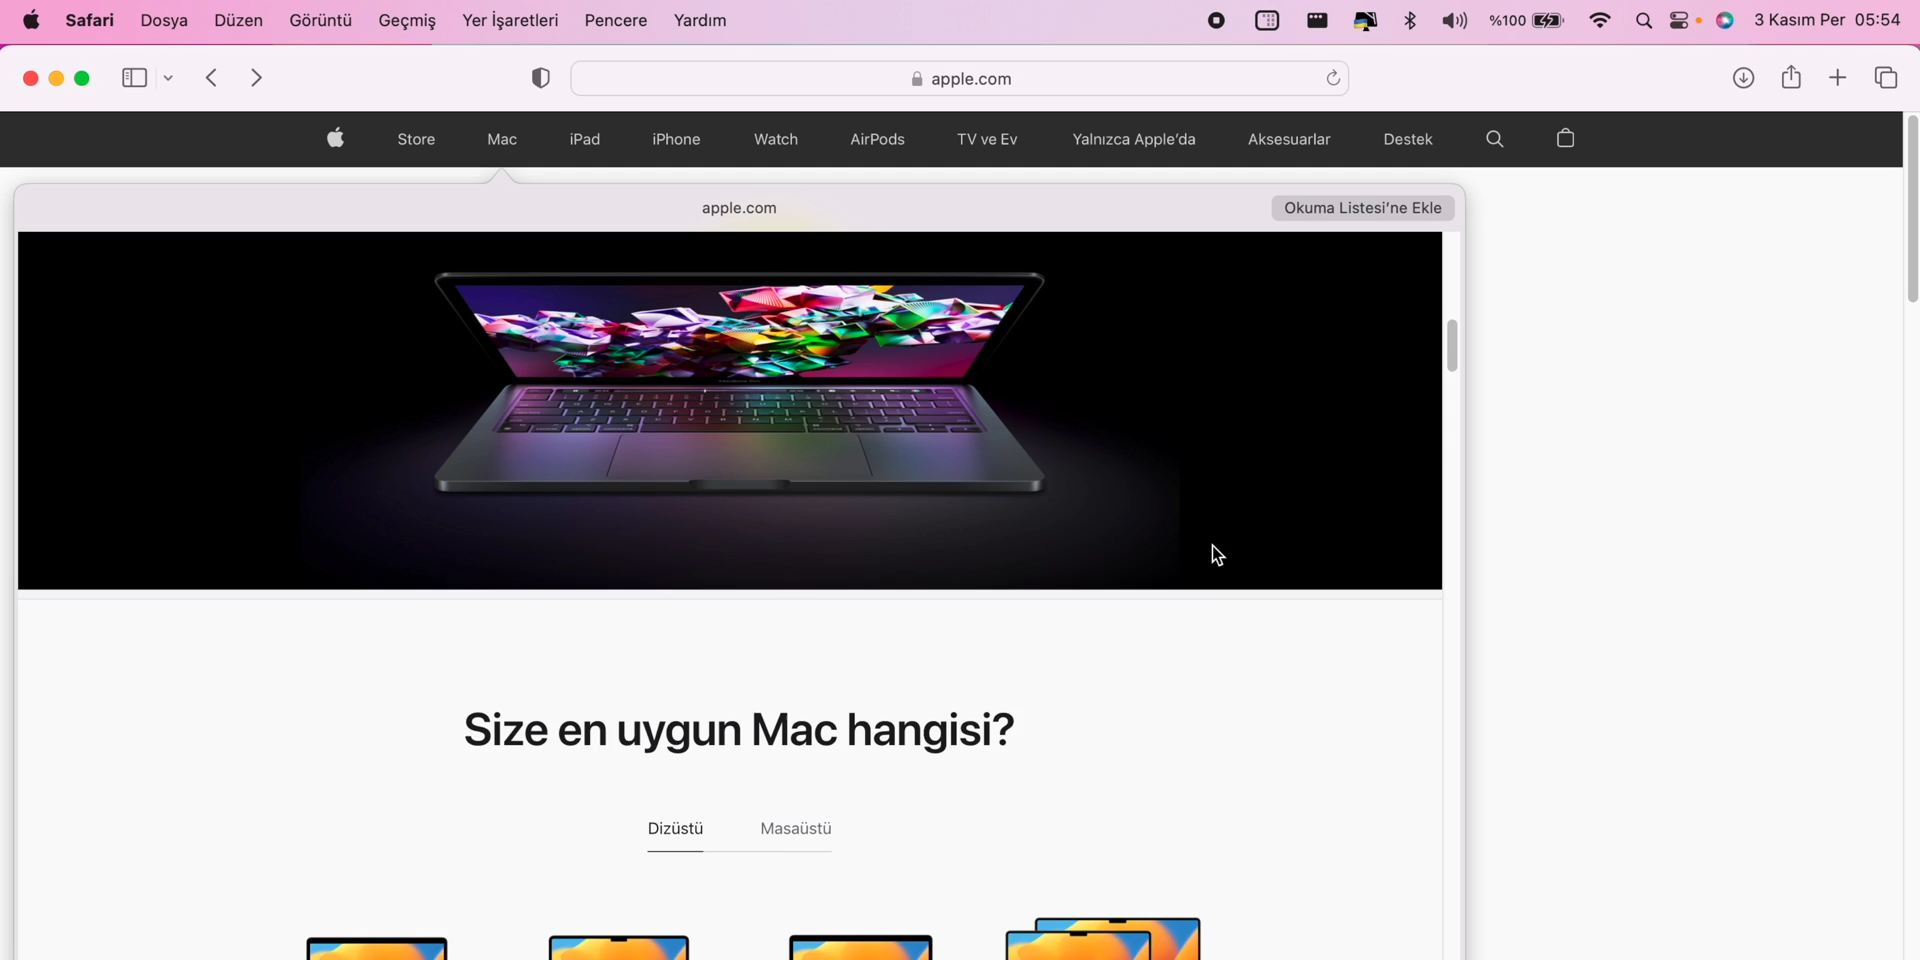 Safari Dosya Düzen Görüntü Geçmiş Yer İşaretleri Pencere Yardım %100 3 Kasım Per 05:54
apple.com
Store Mac iPad iPhone Watch AirPods TV ve Ev Yalnızca Apple'da Aksesuarlar Destek
apple.com Okuma Listesi'ne Ekle
Size en uygun Mac hangisi?
Dizüstü Masaüstü